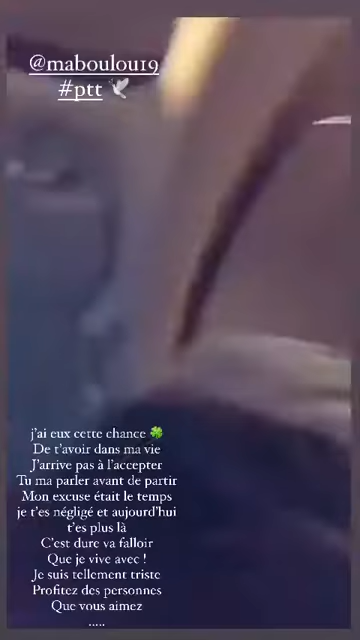 @maboulou19
#ptt 🕊
j'ai eux cette chance 🍀
De t'avoir dans ma vie
J'arrive pas à l'accepter
Tu ma parler avant de partir
Mon excuse était le temps
je t'es négligé et aujourd'hui
t'es plus là
C'est dure va falloir
Que je vive avec !
Je suis tellement triste
Profitez des personnes
Que vous aimez
.....